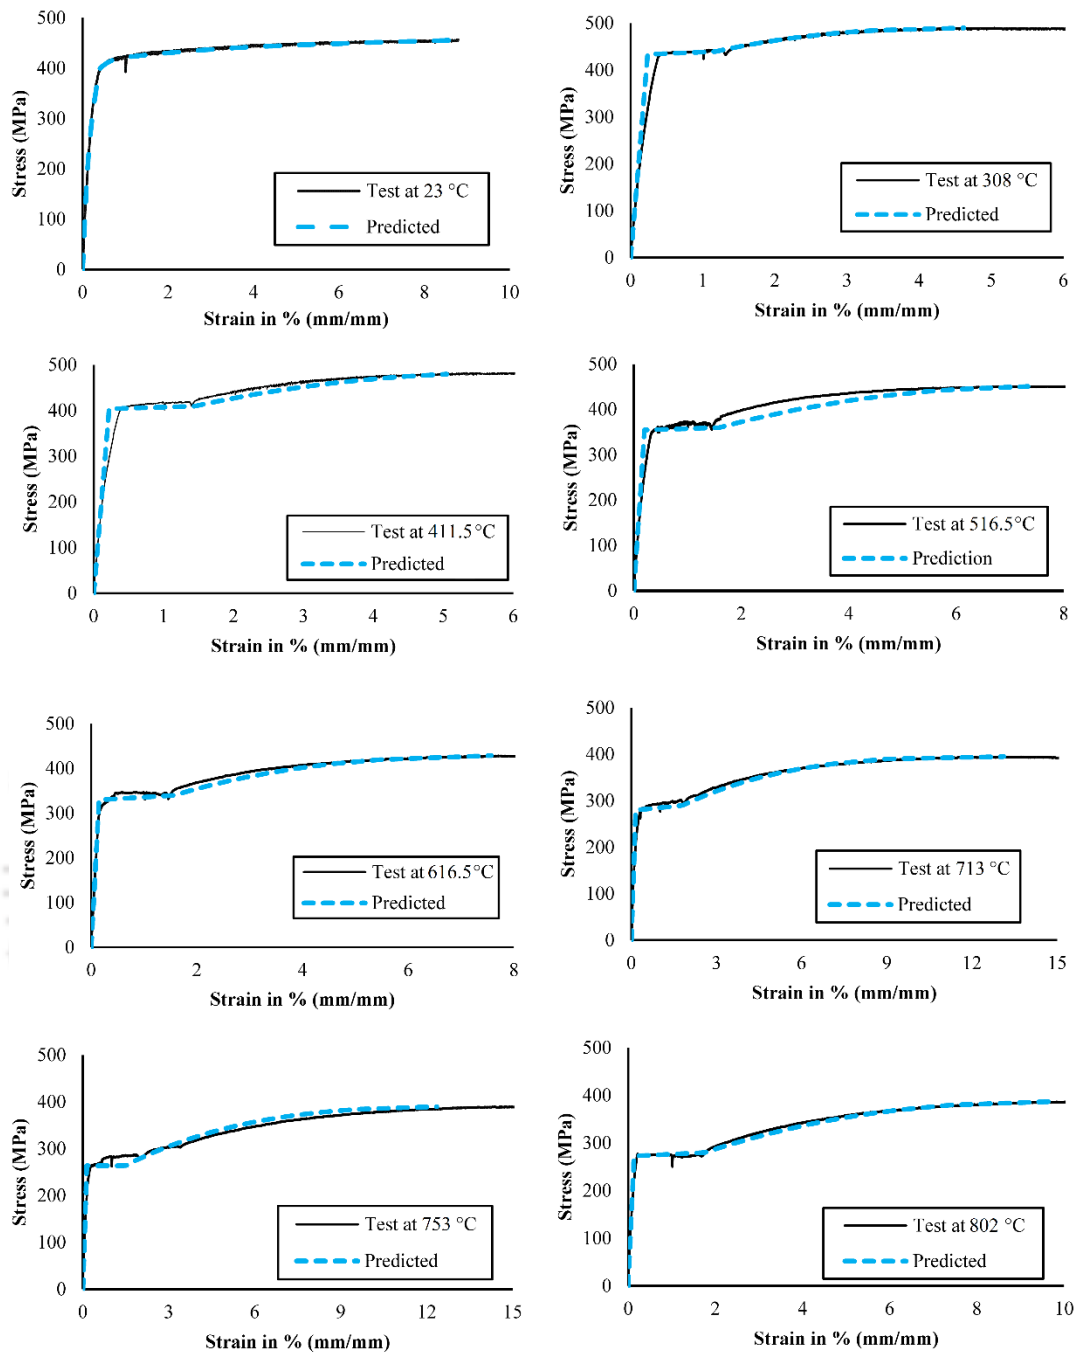 500
400
300
200
100
0
Stress (MPa)
Test at 23 °C
Predicted
0 2 4 6 8 10
Strain in % (mm/mm)
500
400
300
200
100
0
Stress (MPa)
Test at 308 °C
Predicted
0 1 2 3 4 5 6
Strain in % (mm/mm)
500
400
300
200
100
0
Stress (MPa)
Test at 411.5°C
Predicted
0 1 2 3 4 5 6
Strain in % (mm/mm)
500
400
300
200
100
0
Stress (MPa)
Test at 516.5°C
Prediction
0 2 4 6 8
Strain in % (mm/mm)
500
400
300
200
100
0
Stress (MPa)
Test at 616.5°C
Predicted
0 2 4 6 8
Strain in % (mm/mm)
500
400
300
200
100
0
Stress (MPa)
Test at 713 °C
Predicted
0 3 6 9 12 15
Strain in % (mm/mm)
500
400
300
200
100
0
Stress (MPa)
Test at 753 °C
Predicted
0 3 6 9 12 15
Strain in % (mm/mm)
500
400
300
200
100
0
Stress (MPa)
Test at 802 °C
Predicted
0 2 4 6 8 10
Strain in % (mm/mm)